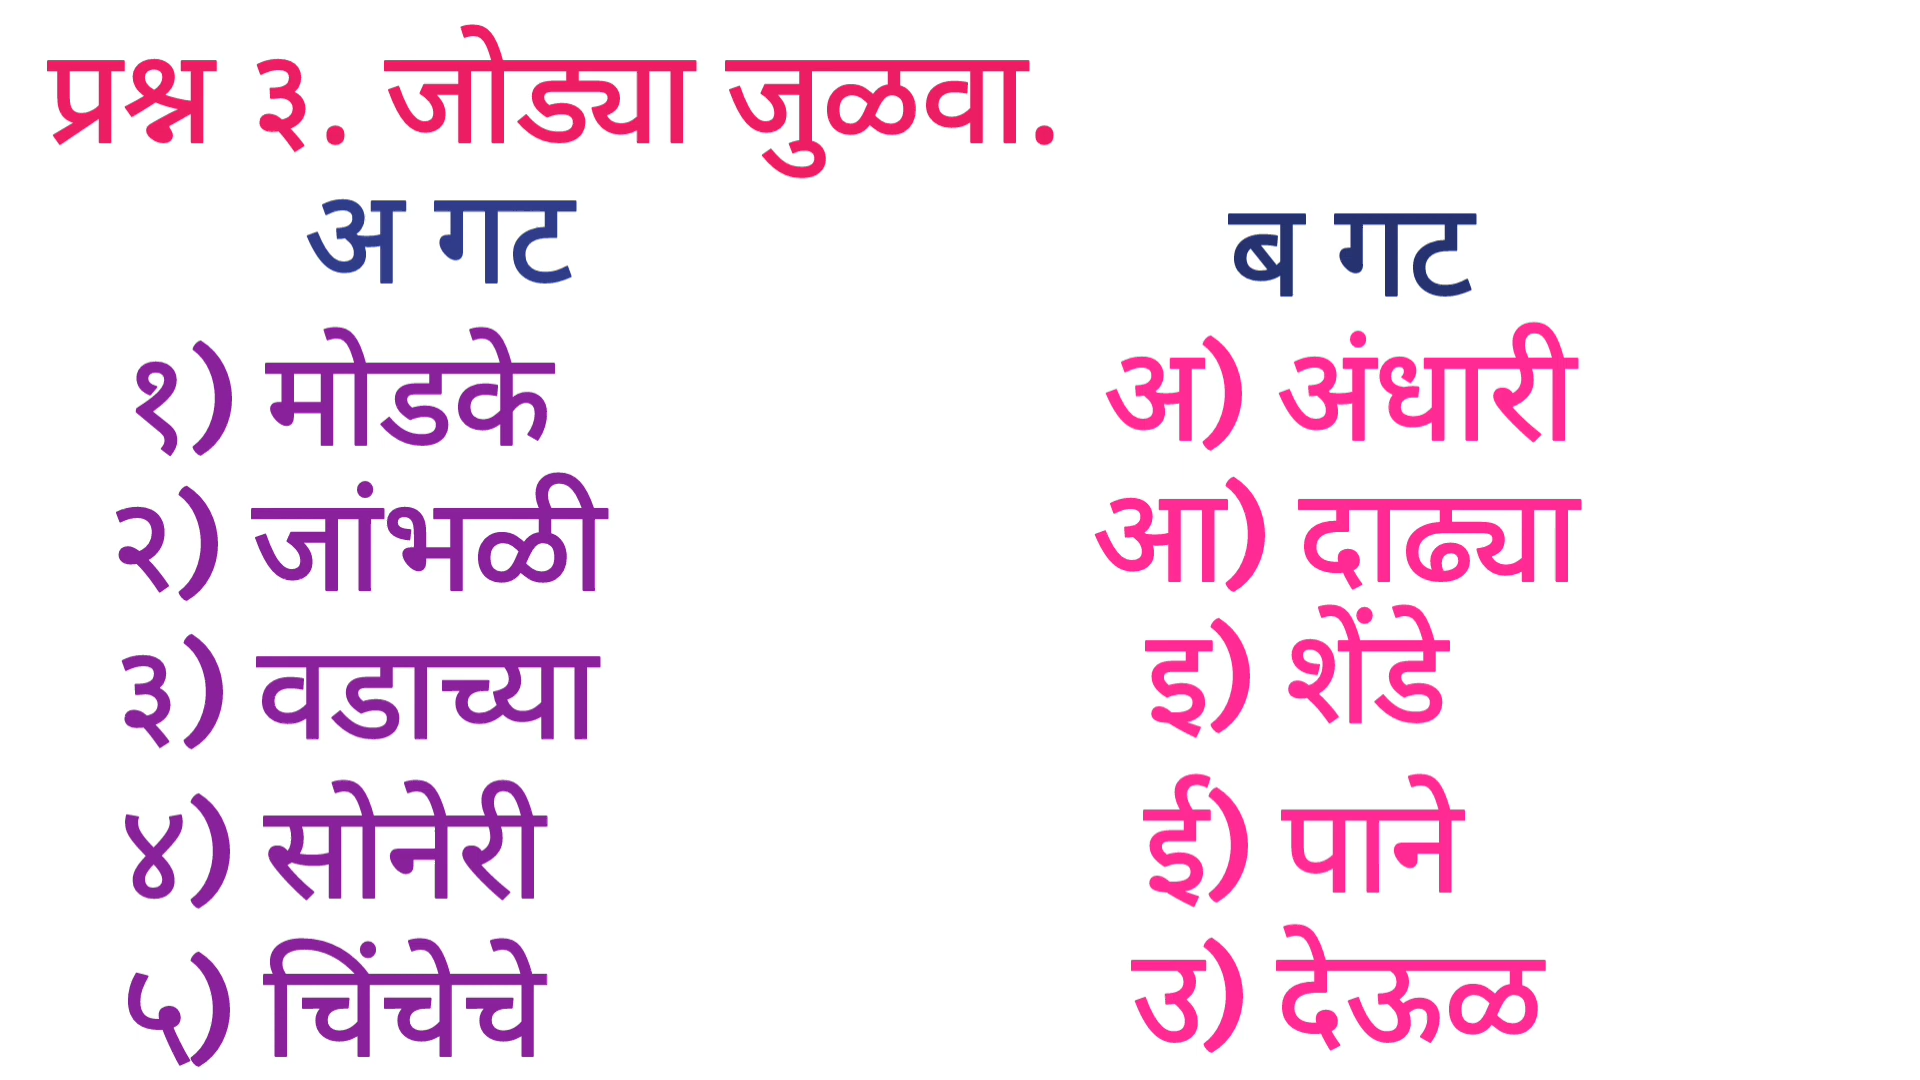 प्रश्न ३. जोड्या जुळवा.
अ गट ब गट
१) मोडके अ) अंधारी
२) जांभळी आ) दाढ्या
३) वडाच्या इ) शेंडे
४) सोनेरी ई) पाने
५) चिंचेचे उ) देऊळ